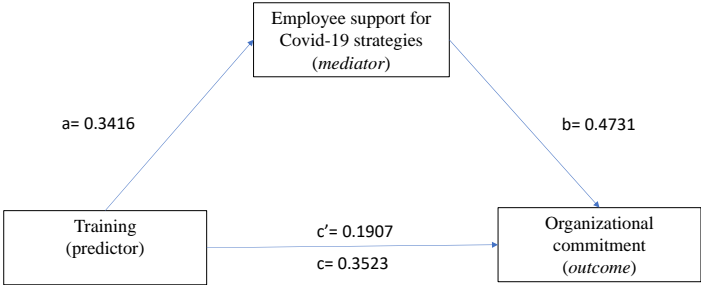 Employee support for
Covid-19 strategies
(mediator)
a= 0.3416
b= 0.4731
Training
(predictor)
c’= 0.1907
c= 0.3523
Organizational
commitment
(outcome)